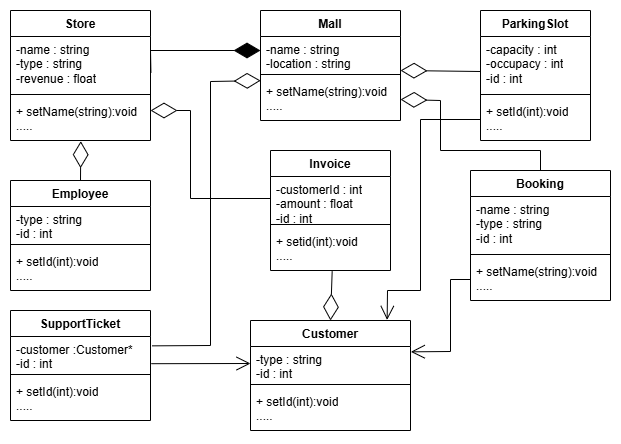 Store
-name : string
-type : string
-revenue : float
+ setName(string):void
.....
Mall
-name : string
-location : string
+ setName(string):void
.....
ParkingSlot
-capacity : int
-occupacy : int
-id : int
+ setId(int):void
.....
Employee
-type : string
-id : int
+ setId(int):void
.....
Invoice
-customerId : int
-amount : float
-id : int
+ setid(int):void
.....
Booking
-name : string
-type : string
-id : int
+ setName(string):void
.....
SupportTicket
-customer :Customer*
-id : int
+ setId(int):void
.....
Customer
-type : string
-id : int
+ setId(int):void
.....